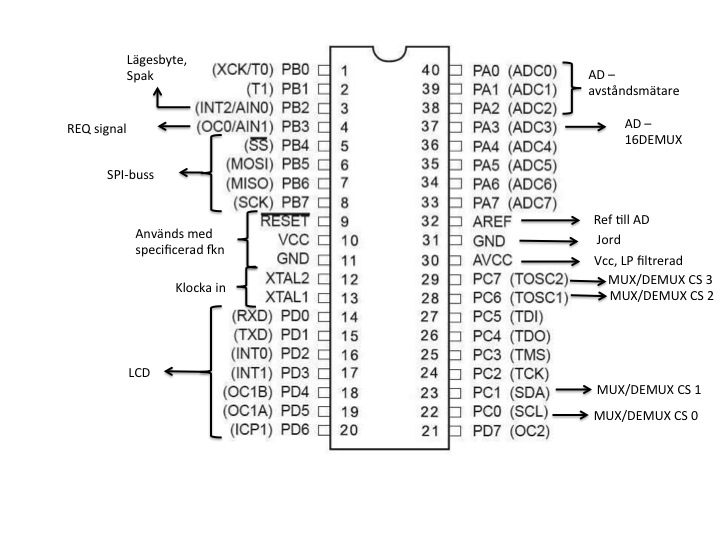 Lägesbyte,
Spak
REQ signal
SPI-buss
Används med
specificerad fkn
Klocka in
LCD
(XCK/T0) PB0 1
(T1) PB1 2
(INT2/AIN0) PB2 3
(OC0/AIN1) PB3 4
(SS) PB4 5
(MOSI) PB5 6
(MISO) PB6 7
(SCK) PB7 8
RESET 9
VCC 10
GND 11
XTAL2 12
XTAL1 13
(RXD) PD0 14
(TXD) PD1 15
(INT0) PD2 16
(INT1) PD3 17
(OC1B) PD4 18
(OC1A) PD5 19
(ICP1) PD6 20
40 PA0 (ADC0)
39 PA1 (ADC1)
38 PA2 (ADC2)
37 PA3 (ADC3)
36 PA4 (ADC4)
35 PA5 (ADC5)
34 PA6 (ADC6)
33 PA7 (ADC7)
32 AREF
31 GND
30 AVCC
29 PC7 (TOSC2)
28 PC6 (TOSC1)
27 PC5 (TDI)
26 PC4 (TDO)
25 PC3 (TMS)
24 PC2 (TCK)
23 PC1 (SDA)
22 PC0 (SCL)
21 PD7 (OC2)
AD –
avståndsmätare
AD –
16DEMUX
Ref till AD
Jord
Vcc, LP filtrerad
MUX/DEMUX CS 3
MUX/DEMUX CS 2
MUX/DEMUX CS 1
MUX/DEMUX CS 0